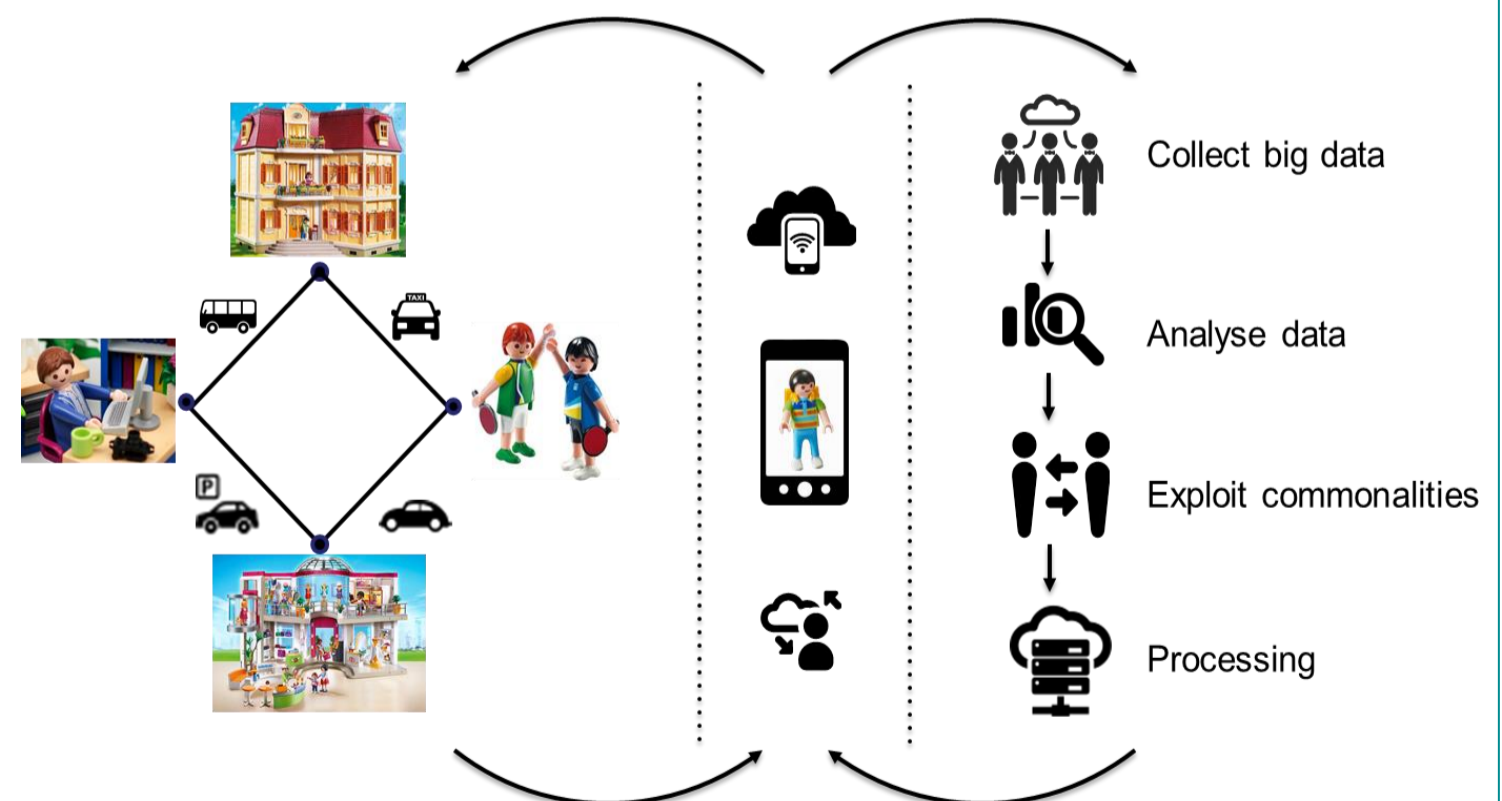 TAXI
P
Collect big data
Analyse data
Exploit commonalities
Processing